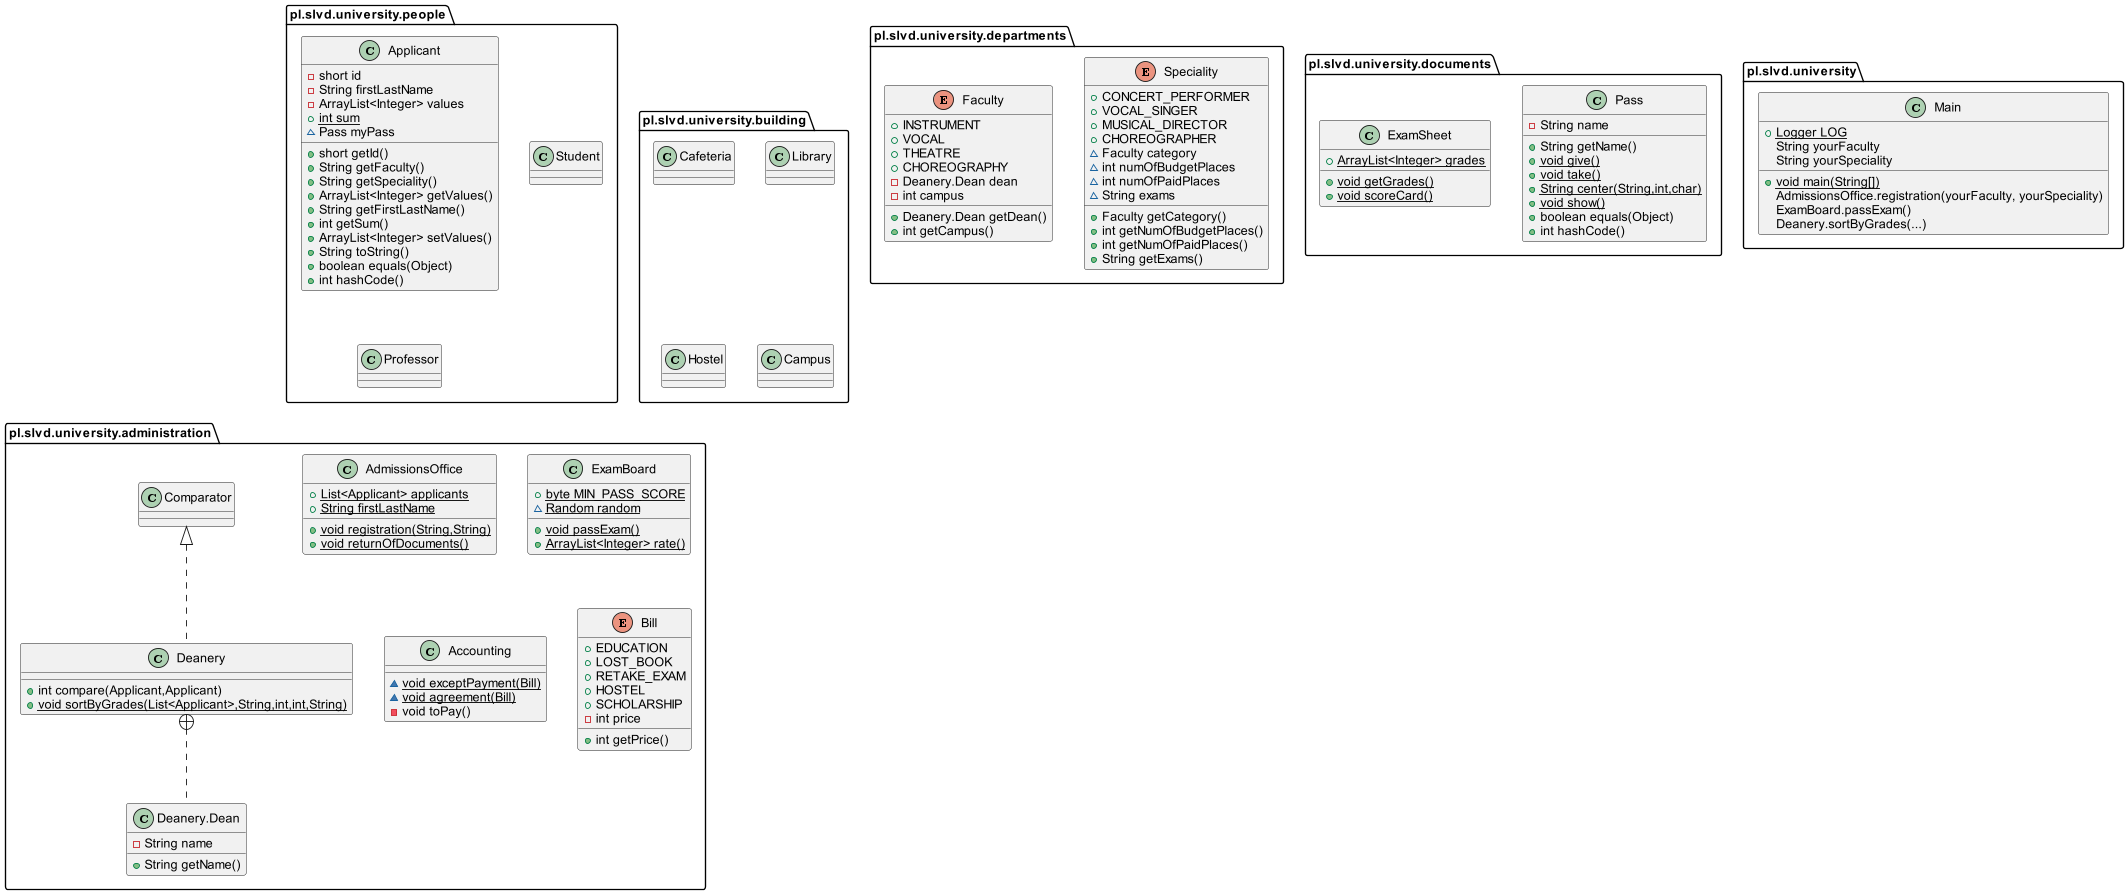 pl.slvd.university.people
C Applicant
short id
String firstLastName
ArrayList<Integer> values
int sum
Pass myPass
short getId()
String getFaculty()
String getSpeciality()
ArrayList<Integer> getValues()
String getFirstLastName()
int getSum()
ArrayList<Integer> setValues()
String toString()
boolean equals(Object)
int hashCode()
C Student
C Professor
pl.slvd.university.building
C Cafeteria
C Library
C Hostel
C Campus
pl.slvd.university.departments
E Faculty
INSTRUMENT
VOCAL
THEATRE
CHOREOGRAPHY
Deanery.Dean dean
int campus
Deanery.Dean getDean()
int getCampus()
E Speciality
CONCERT_PERFORMER
VOCAL_SINGER
MUSICAL_DIRECTOR
CHOREOGRAPHER
Faculty category
int numOfBudgetPlaces
int numOfPaidPlaces
String exams
Faculty getCategory()
int getNumOfBudgetPlaces()
int getNumOfPaidPlaces()
String getExams()
pl.slvd.university.documents
C ExamSheet
ArrayList<Integer> grades
void getGrades()
void scoreCard()
C Pass
String name
String getName()
void give()
void take()
String center(String,int,char)
void show()
boolean equals(Object)
int hashCode()
pl.slvd.university
C Main
Logger LOG
String yourFaculty
String yourSpeciality
void main(String[])
AdmissionsOffice.registration(yourFaculty, yourSpeciality)
ExamBoard.passExam()
Deanery.sortByGrades(...)
pl.slvd.university.administration
C Comparator
C AdmissionsOffice
List<Applicant> applicants
String firstLastName
void registration(String,String)
void returnOfDocuments()
C ExamBoard
byte MIN_PASS_SCORE
Random random
void passExam()
ArrayList<Integer> rate()
C Deanery
int compare(Applicant,Applicant)
void sortByGrades(List<Applicant>,String,int,int,String)
C Accounting
void exceptPayment(Bill)
void agreement(Bill)
void toPay()
E Bill
EDUCATION
LOST_BOOK
RETAKE_EXAM
HOSTEL
SCHOLARSHIP
int price
int getPrice()
C Deanery.Dean
String name
String getName()